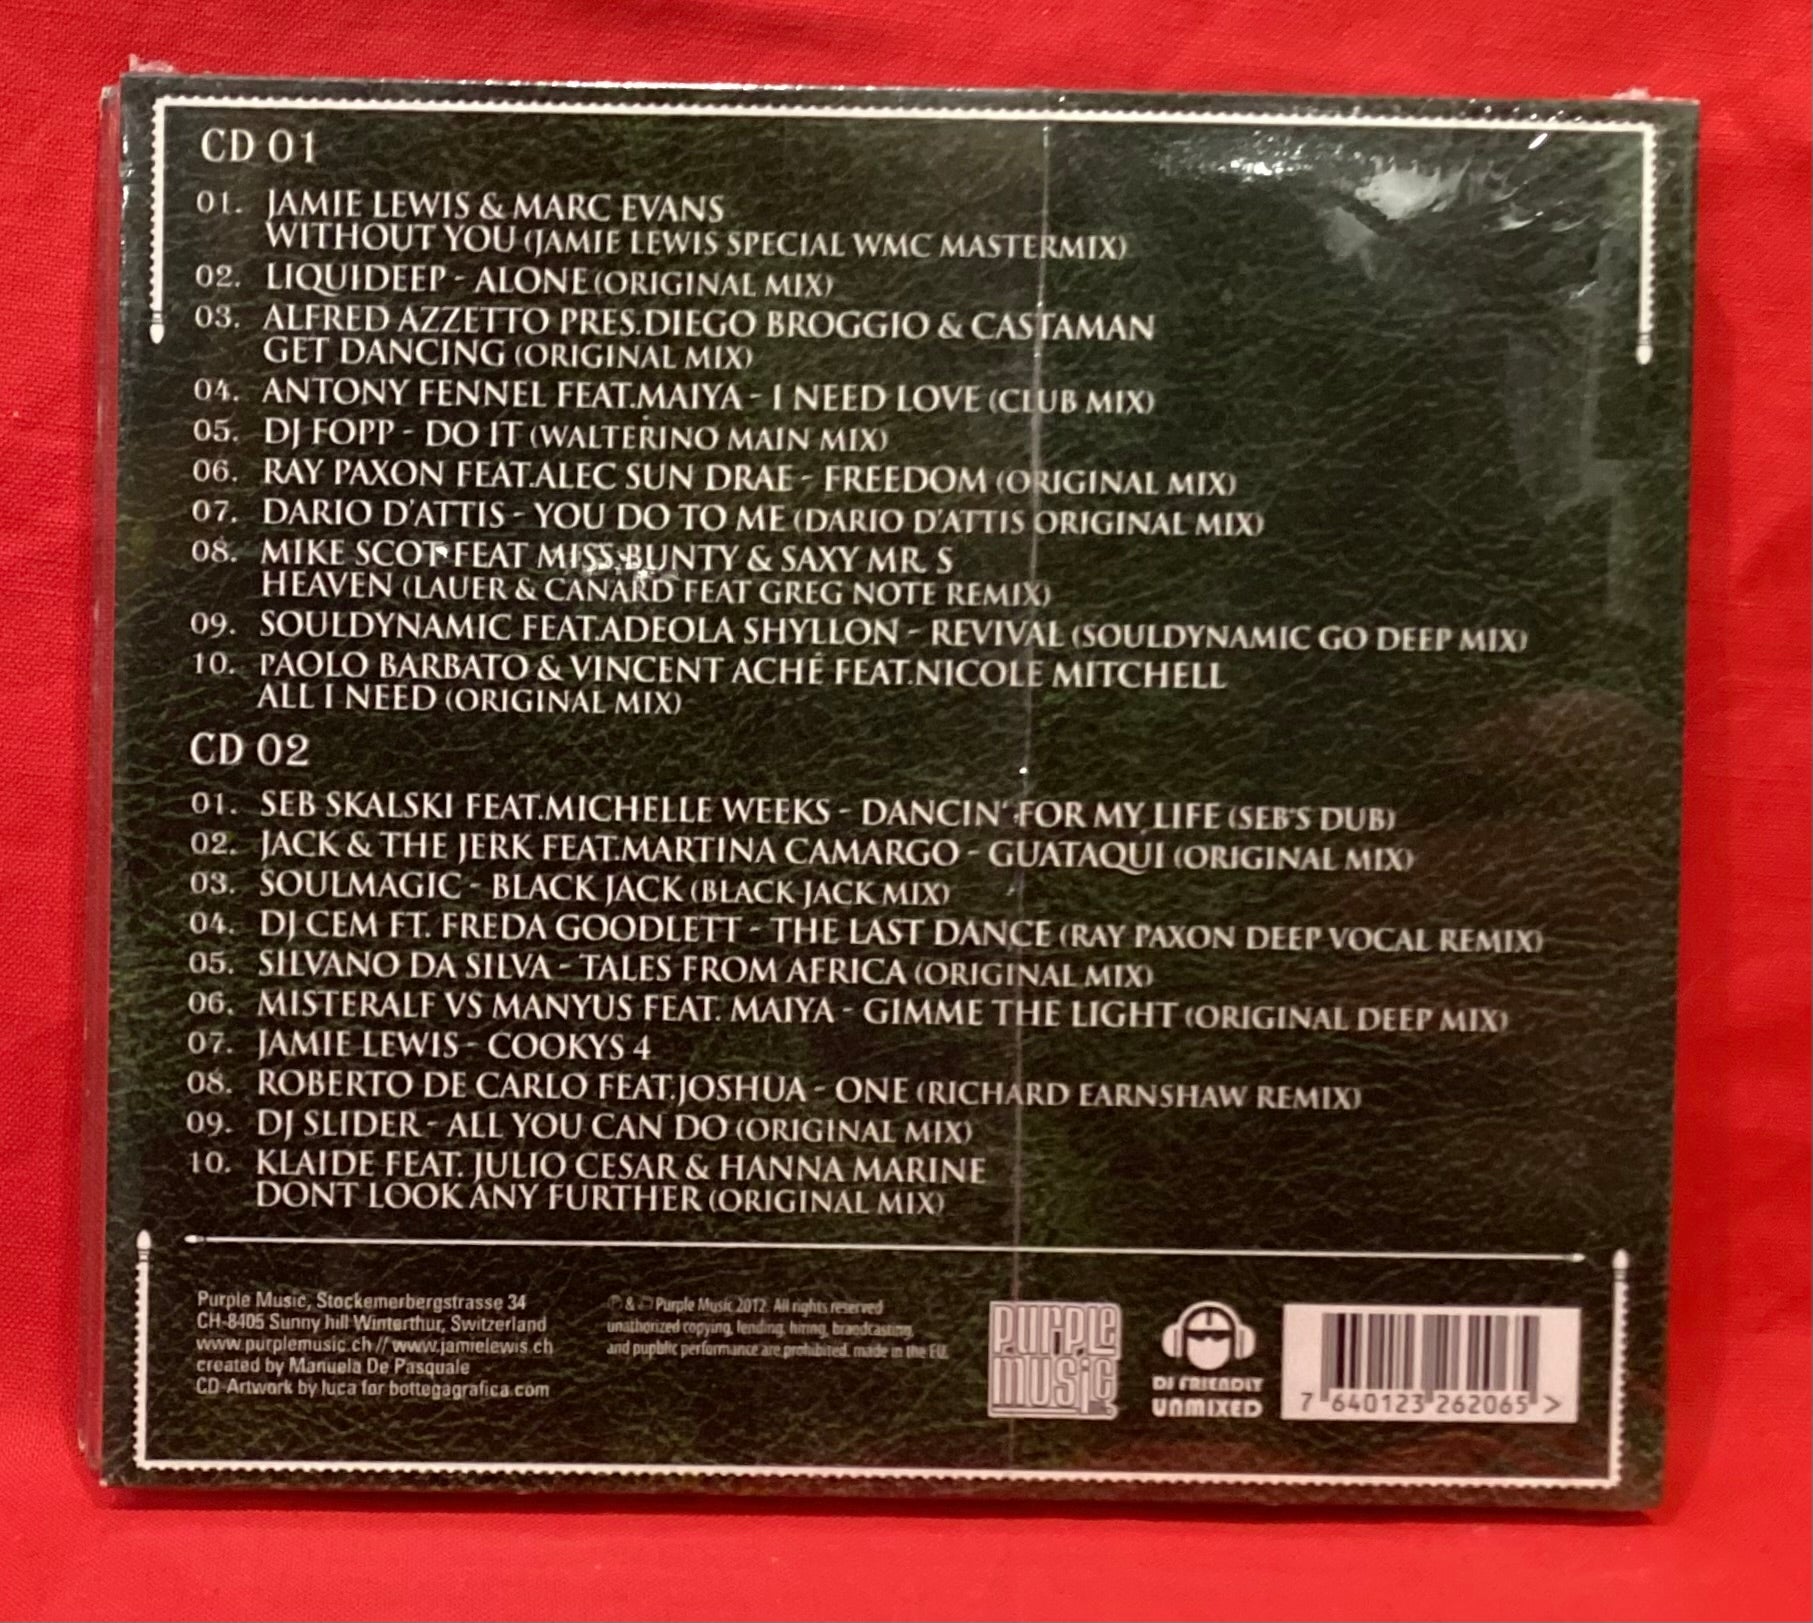 CD 01
01. JAMIE LEWIS & MARC EVANS
WITHOUT YOU (JAMIE LEWIS SPECIAL WMC MASTERMIX)
02. LIQUIDEEP - ALONE (ORIGINAL MIX)
03. ALFRED AZZETTO PRES.DIEGO BROGGIO & CASTAMAN
GET DANCING (ORIGINAL MIX)
04. ANTONY FENNEL FEAT.MAIYA - I NEED LOVE (CLUB MIX)
05. DJ FOPP - DO IT (WALTERINO MAIN MIX)
06. RAY PAXON FEAT.ALEC SUN DRAE - FREEDOM (ORIGINAL MIX)
07. DARIO D'ATTIS - YOU DO TO ME (DARIO D'ATTIS ORIGINAL MIX)
08. MIKE SCOT FEAT MISS.BUNTY & SAXY MR. S
HEAVEN (LAUER & CANARD FEAT GREG NOTE REMIX)
09. SOULDYNAMIC FEAT.ADEOLA SHYLLON - REVIVAL (SOULDYNAMIC GO DEEP MIX)
10. PAOLO BARBATO & VINCENT ACHÉ FEAT.NICOLE MITCHELL
ALL I NEED (ORIGINAL MIX)
CD 02
01. SEB SKALSKI FEAT.MICHELLE WEEKS - DANCIN' FOR MY LIFE (SEB'S DUB)
02. JACK & THE JERK FEAT.MARTINA CAMARGO - GUATAQUI (ORIGINAL MIX)
03. SOULMAGIC - BLACK JACK (BLACK JACK MIX)
04. DJ CEM FT. FREDA GOODLETT - THE LAST DANCE (RAY PAXON DEEP VOCAL REMIX)
05. SILVANO DA SILVA - TALES FROM AFRICA (ORIGINAL MIX)
06. MISTERALF VS MANYUS FEAT. MAIYA - GIMME THE LIGHT (ORIGINAL DEEP MIX)
07. JAMIE LEWIS - COOKYS 4
08. ROBERTO DE CARLO FEAT.JOSHUA - ONE (RICHARD EARNSHAW REMIX)
09. DJ SLIDER - ALL YOU CAN DO (ORIGINAL MIX)
10. KLAIDE FEAT. JULIO CESAR & HANNA MARINE
DONT LOOK ANY FURTHER (ORIGINAL MIX)
Purple Music, Stockemerbergstrasse 34
CH-8405 Sunny hill Winterthur, Switzerland
www.purplemusic.ch // www.jamielewis.ch
created by Manuela De Pasquale
CD-Artwork by luca for bottegagrafica.com
℗ & © Purple Music 2012. All rights reserved
unathorized copying, lending, hiring, brandcasting,
and pupblic performance are prohibited. made in the EU.
PURPLE
MUSIC
DJ FRIENDLY
UNMIXED
7 640123 262065 >